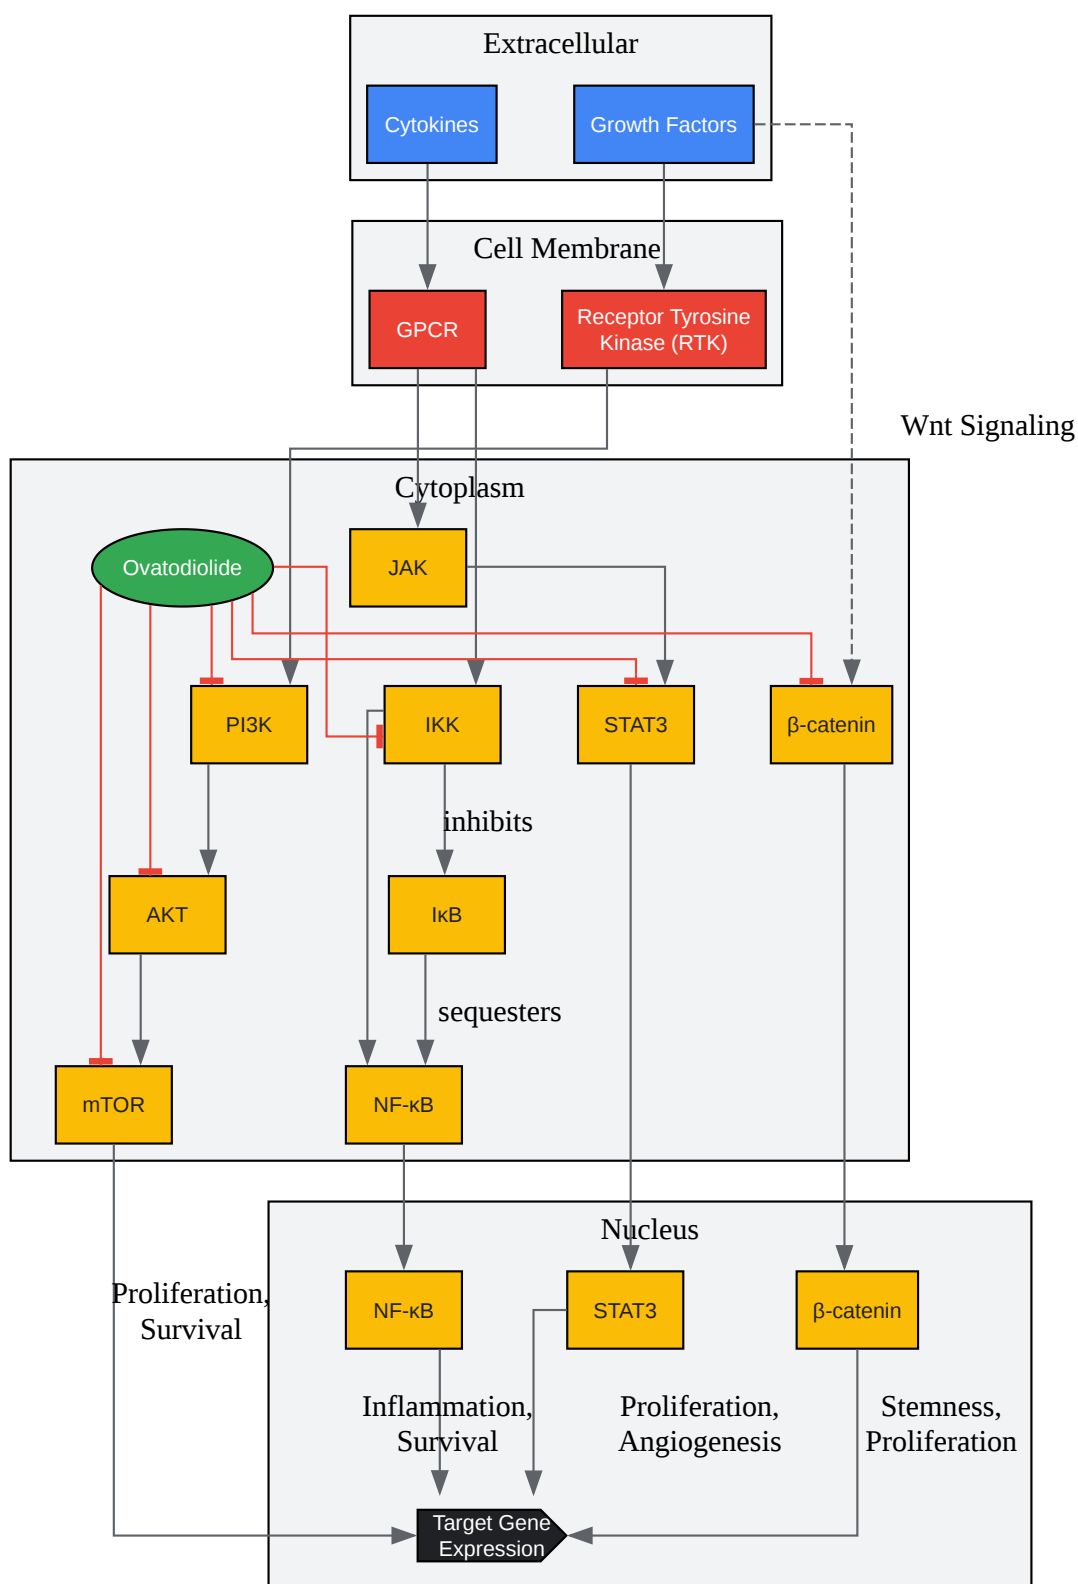 Extracellular
Cytokines
Growth Factors
Cell Membrane
GPCR
Receptor Tyrosine
Kinase (RTK)
Wnt Signaling
Cytoplasm
Ovatodiolide
JAK
PI3K
IKK
STAT3
β-catenin
inhibits
AKT
IκB
sequesters
mTOR
NF-κB
Nucleus
Proliferation,
Survival
NF-κB
STAT3
β-catenin
Inflammation,
Survival
Proliferation,
Angiogenesis
Stemness,
Proliferation
Target Gene
Expression